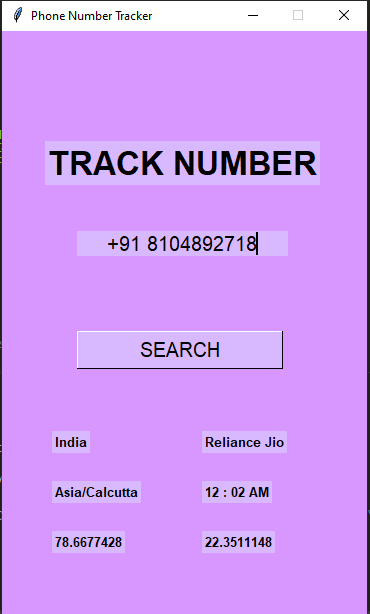 Phone Number Tracker
TRACK NUMBER
+91 8104892718
SEARCH
India Reliance Jio
Asia/Calcutta 12 : 02 AM
78.6677428 22.3511148